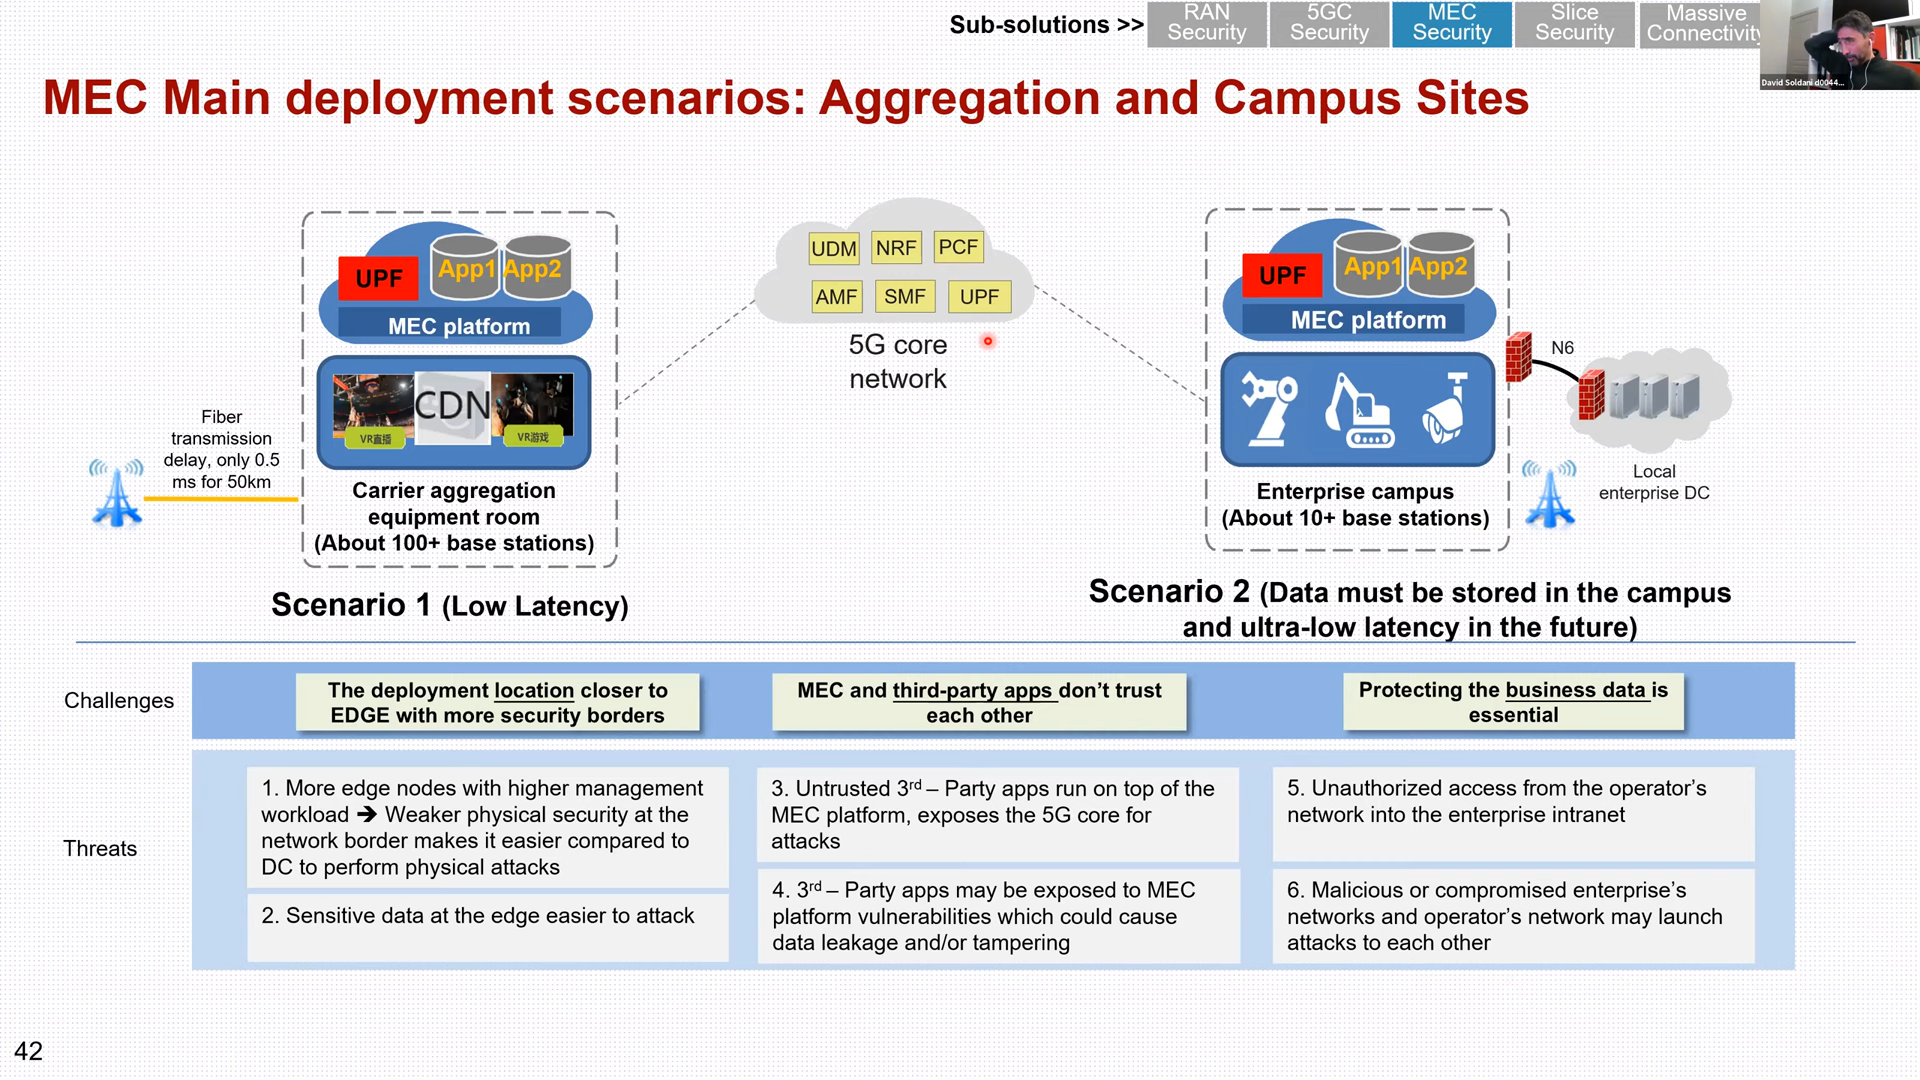 Sub-solutions >>
RAN
Security
5GC
Security
MEC
Security
Slice
Security
Massive
Connectivity
David Soldani d0044...
MEC Main deployment scenarios: Aggregation and Campus Sites
UPF
App1
App2
MEC platform
CDN
VR直播
VR游戏
Fiber
transmission
delay, only 0.5
ms for 50km
Carrier aggregation
equipment room
(About 100+ base stations)
Scenario 1 (Low Latency)
UDM
NRF
PCF
AMF
SMF
UPF
5G core
network
UPF
App1
App2
MEC platform
N6
Enterprise campus
(About 10+ base stations)
Local
enterprise DC
Scenario 2 (Data must be stored in the campus
and ultra-low latency in the future)
Challenges
The deployment location closer to
EDGE with more security borders
MEC and third-party apps don’t trust
each other
Protecting the business data is
essential
Threats
1. More edge nodes with higher management
workload ➔ Weaker physical security at the
network border makes it easier compared to
DC to perform physical attacks
2. Sensitive data at the edge easier to attack
3. Untrusted 3rd – Party apps run on top of the
MEC platform, exposes the 5G core for
attacks
4. 3rd – Party apps may be exposed to MEC
platform vulnerabilities which could cause
data leakage and/or tampering
5. Unauthorized access from the operator’s
network into the enterprise intranet
6. Malicious or compromised enterprise’s
networks and operator’s network may launch
attacks to each other
42